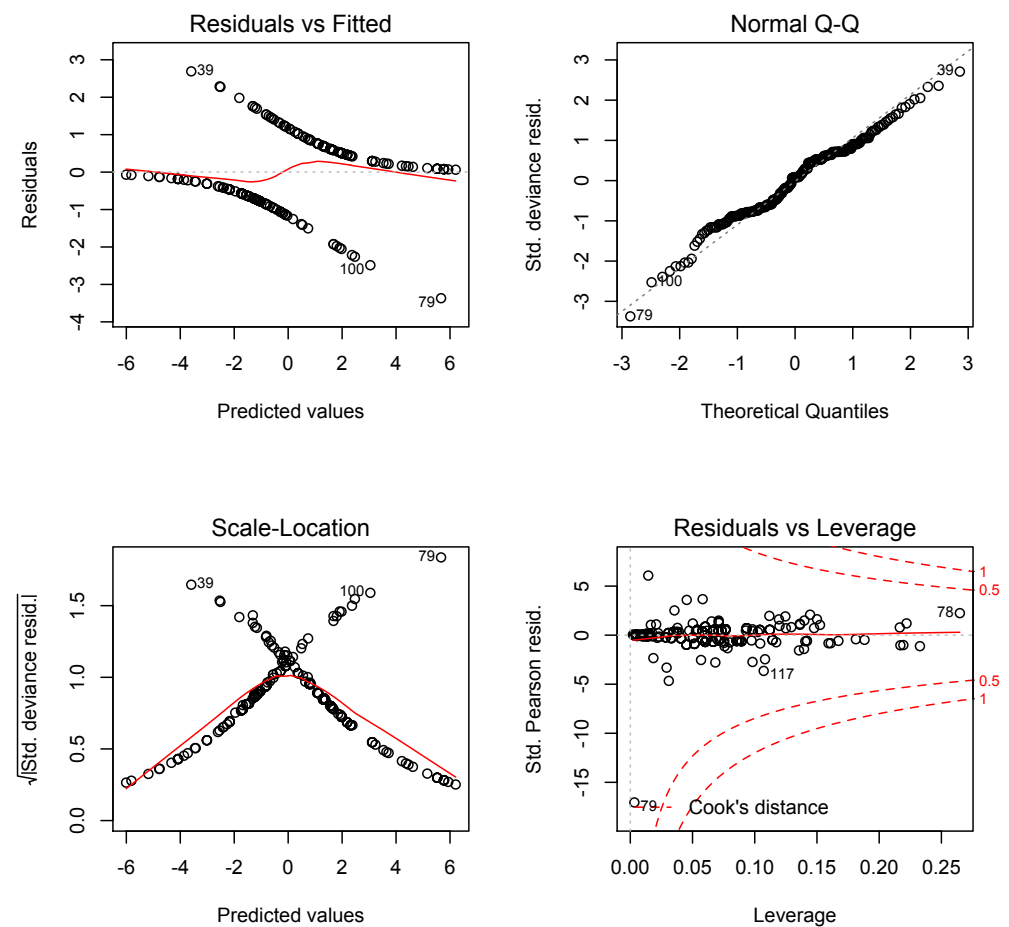 Residuals vs Fitted
3
2
1
0
-1
-2
-3
-4
Residuals
39
100
79
-6 -4 -2 0 2 4 6
Predicted values
Normal Q-Q
3
2
1
0
-1
-2
-3
Std. deviance resid.
39
100
79
-3 -2 -1 0 1 2 3
Theoretical Quantiles
Scale-Location
1.5
1.0
0.5
0.0
√|Std. deviance resid.|
79
39
100
-6 -4 -2 0 2 4 6
Predicted values
Residuals vs Leverage
5
0
-5
-10
-15
Std. Pearson resid.
1
0.5
78
117
0.5
1
79
Cook's distance
0.00 0.05 0.10 0.15 0.20 0.25
Leverage